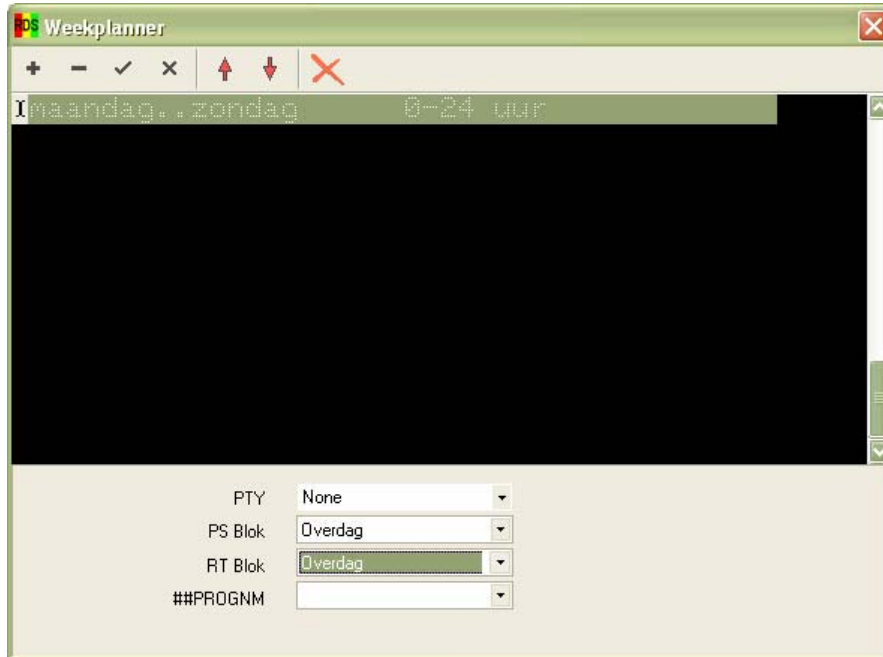 RDS Weekplanner
maandag..zondag 0-24 uur
PTY None
PS Blok Overdag
RT Blok Overdag
##PROGNM